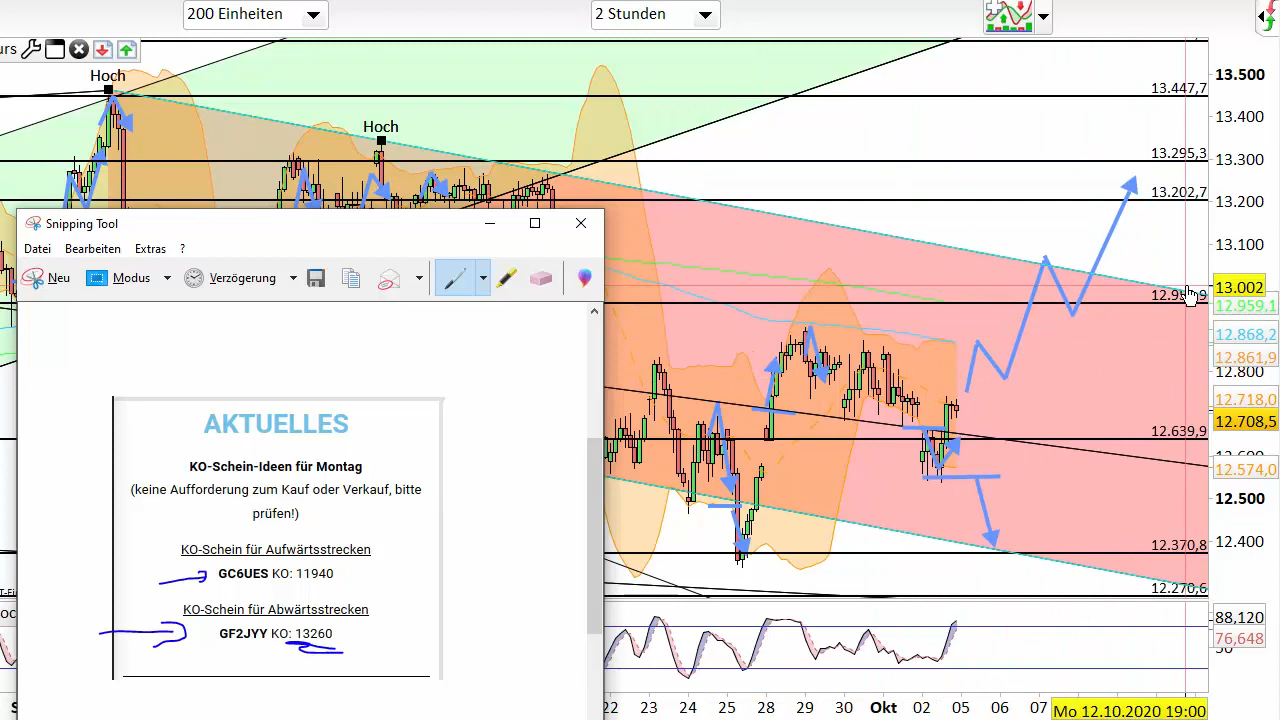 200 Einheiten
2 Stunden
urs
Hoch
Hoch
13.447,7
13.295,3
13.202,7
12.639,9
12.370,8
12.270,6
13.500
13.400
13.300
13.200
13.100
13.002
12.959,1
12.868,2
12.861,9
12.800
12.718,0
12.708,5
12.574,0
12.500
12.400
88,120
76,648
Snipping Tool
Datei Bearbeiten Extras ?
Neu Modus Verzögerung
AKTUELLES
KO-Schein-Ideen für Montag
(keine Aufforderung zum Kauf oder Verkauf, bitte
prüfen!)
KO-Schein für Aufwärtsstrecken
GC6UES KO: 11940
KO-Schein für Abwärtsstrecken
GF2JYY KO: 13260
22 23 24 25 28 29 30 Okt 02 05 06 07
Mo 12.10.2020 19:00